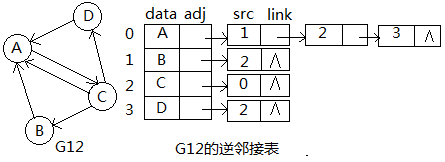 data adj src link
D
A
C
B
G12
0 A 1 2 3 ∧
1 B 2 ∧
2 C 0 ∧
3 D 2 ∧
G12的逆邻接表